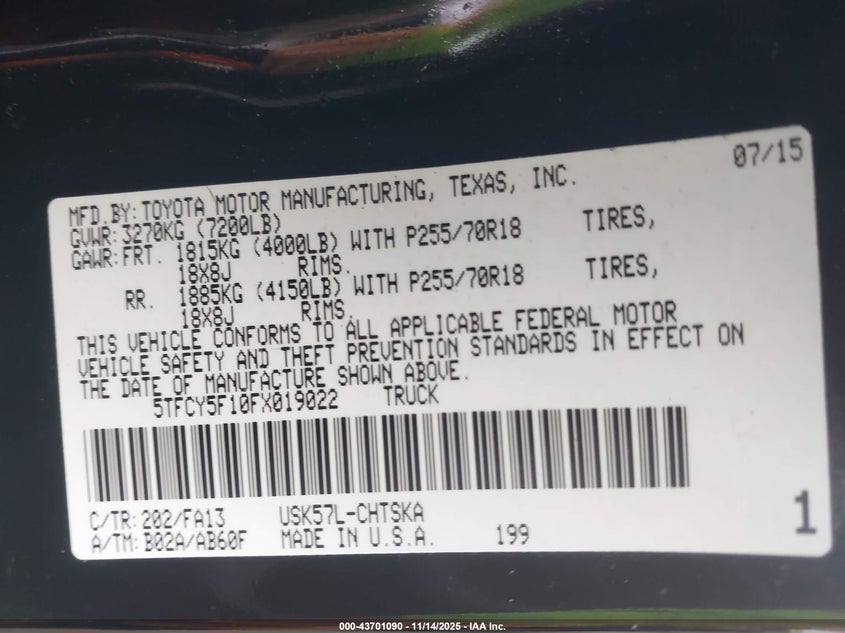 07/15
MFD.BY:TOYOTA MOTOR MANUFACTURING, TEXAS, INC.
GVWR:3270KG (7200LB)
GAWR:FRT. 1815KG (4000LB) WITH P255/70R18 TIRES,
18X8J RIMS.
RR. 1885KG (4150LB) WITH P255/70R18 TIRES,
18X8J RIMS.
THIS VEHICLE CONFORMS TO ALL APPLICABLE FEDERAL MOTOR
VEHICLE SAFETY AND THEFT PREVENTION STANDARDS IN EFFECT ON
THE DATE OF MANUFACTURE SHOWN ABOVE.
5TFCY5F10FX019022 TRUCK
C/TR:202/FA13 USK57L-CHTSKA
A/TM:B02A/AB60F MADE IN U.S.A. 199
1
000-43701090 - 11/14/2025 - IAA Inc.